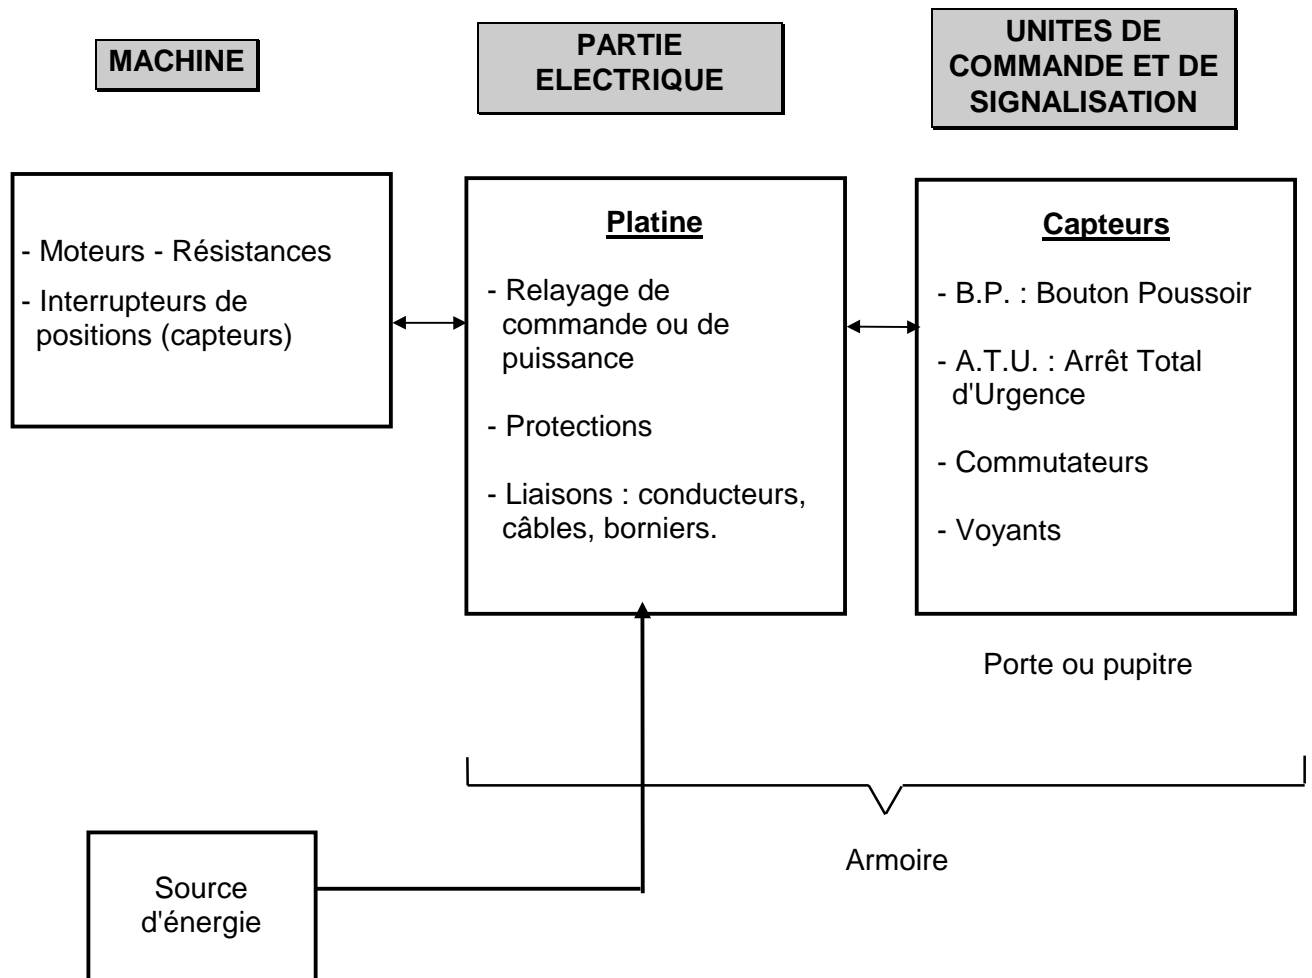 MACHINE
PARTIE
ELECTRIQUE
UNITES DE
COMMANDE ET DE
SIGNALISATION
- Moteurs - Résistances
- Interrupteurs de
positions (capteurs)
Platine
- Relayage de
commande ou de
puissance
- Protections
- Liaisons : conducteurs,
câbles, borniers.
Capteurs
- B.P. : Bouton Poussoir
- A.T.U. : Arrêt Total
d'Urgence
- Commutateurs
- Voyants
Porte ou pupitre
Armoire
Source
d'énergie